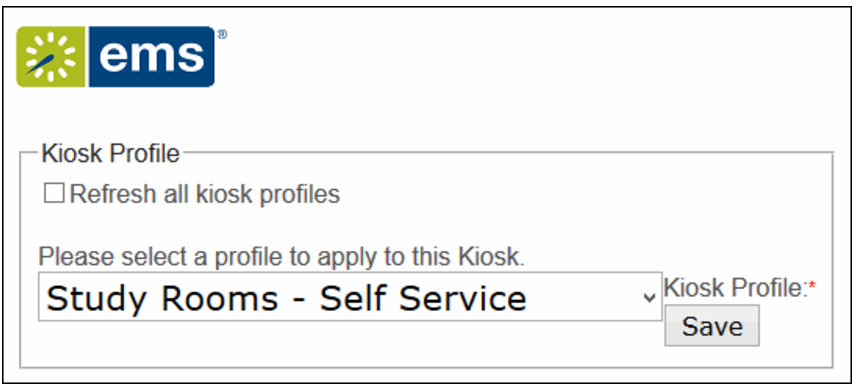 ems®
Kiosk Profile
Refresh all kiosk profiles
Please select a profile to apply to this Kiosk.
Study Rooms - Self Service
Kiosk Profile:*
Save